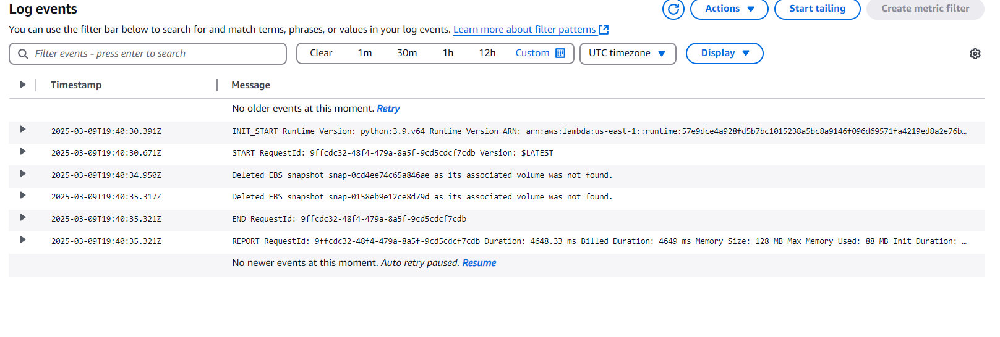 Log events
Actions
Start tailing
Create metric filter
You can use the filter bar below to search for and match terms, phrases, or values in your log events. Learn more about filter patterns
Filter events - press enter to search
Clear 1m 30m 1h 12h Custom
UTC timezone
Display
Timestamp Message
No older events at this moment. Retry
2025-03-09T19:40:30.391Z INIT_START Runtime Version: python:3.9.v64 Runtime Version ARN: arn:aws:lambda:us-east-1::runtime:57e9dce4a928fd5b7bc1015238a5bc8a9146f096d69571fa4219ed8a2e76b…
2025-03-09T19:40:30.671Z START RequestId: 9ffcdc32-48f4-479a-8a5f-9cd5cdcf7cdb Version: $LATEST
2025-03-09T19:40:34.950Z Deleted EBS snapshot snap-0cd4ee74c65a846ae as its associated volume was not found.
2025-03-09T19:40:35.317Z Deleted EBS snapshot snap-0158eb9e12ce8d79d as its associated volume was not found.
2025-03-09T19:40:35.321Z END RequestId: 9ffcdc32-48f4-479a-8a5f-9cd5cdcf7cdb
2025-03-09T19:40:35.321Z REPORT RequestId: 9ffcdc32-48f4-479a-8a5f-9cd5cdcf7cdb Duration: 4648.33 ms Billed Duration: 4649 ms Memory Size: 128 MB Max Memory Used: 88 MB Init Duration: …
No newer events at this moment. Auto retry paused. Resume